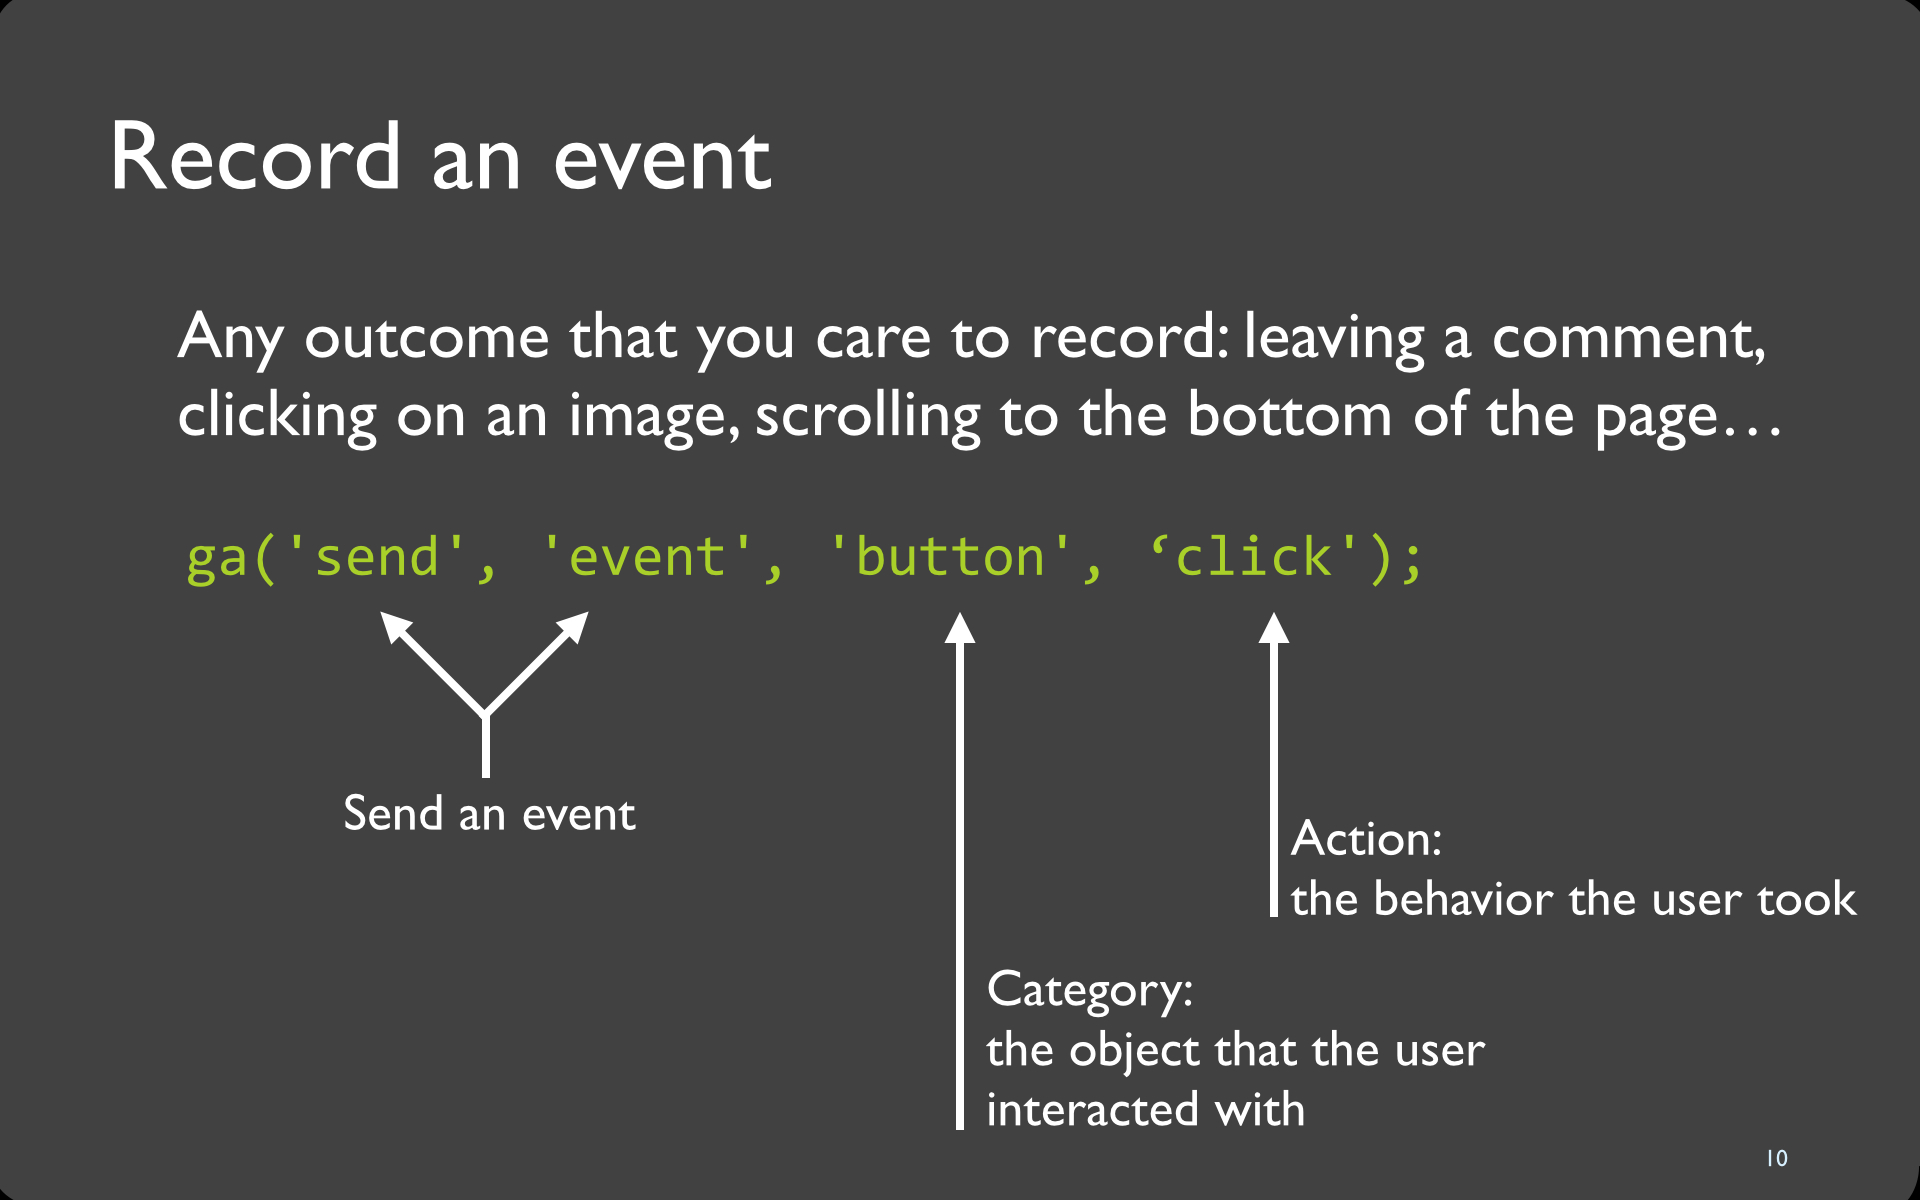 Record an event
Any outcome that you care to record: leaving a comment,
clicking on an image, scrolling to the bottom of the page…
ga('send', 'event', 'button', ‘click');
Send an event
Action:
the behavior the user took
Category:
the object that the user
interacted with
10